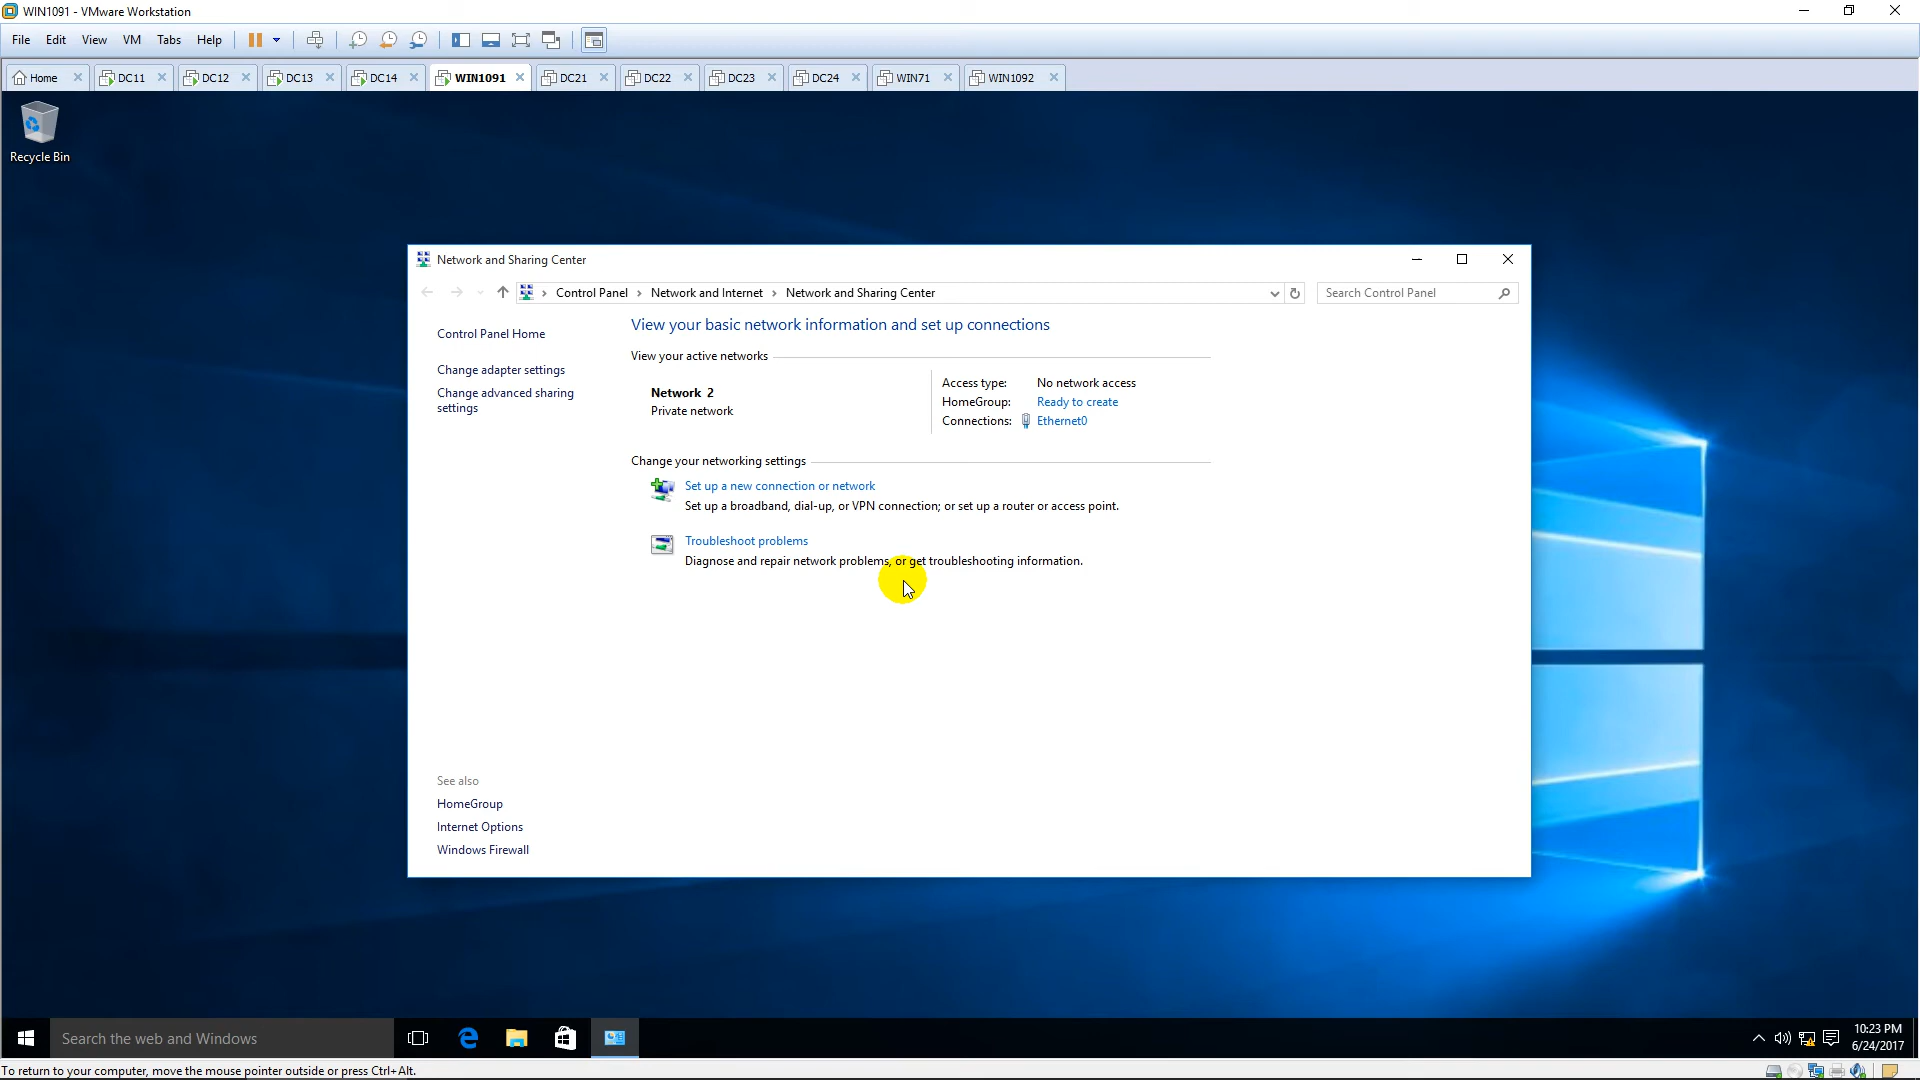 WIN1091 - VMware Workstation
File Edit View VM Tabs Help
Home DC11 DC12 DC13 DC14 WIN1091 DC21 DC22 DC23 DC24 WIN71 WIN1092
Recycle Bin
Network and Sharing Center
Control Panel › Network and Internet › Network and Sharing Center
Search Control Panel
Control Panel Home
Change adapter settings
Change advanced sharing
settings
View your basic network information and set up connections
View your active networks
Network 2
Private network
Access type: No network access
HomeGroup: Ready to create
Connections: Ethernet0
Change your networking settings
Set up a new connection or network
Set up a broadband, dial-up, or VPN connection; or set up a router or access point.
Troubleshoot problems
Diagnose and repair network problems, or get troubleshooting information.
See also
HomeGroup
Internet Options
Windows Firewall
Search the web and Windows
10:23 PM
6/24/2017
To return to your computer, move the mouse pointer outside or press Ctrl+Alt.